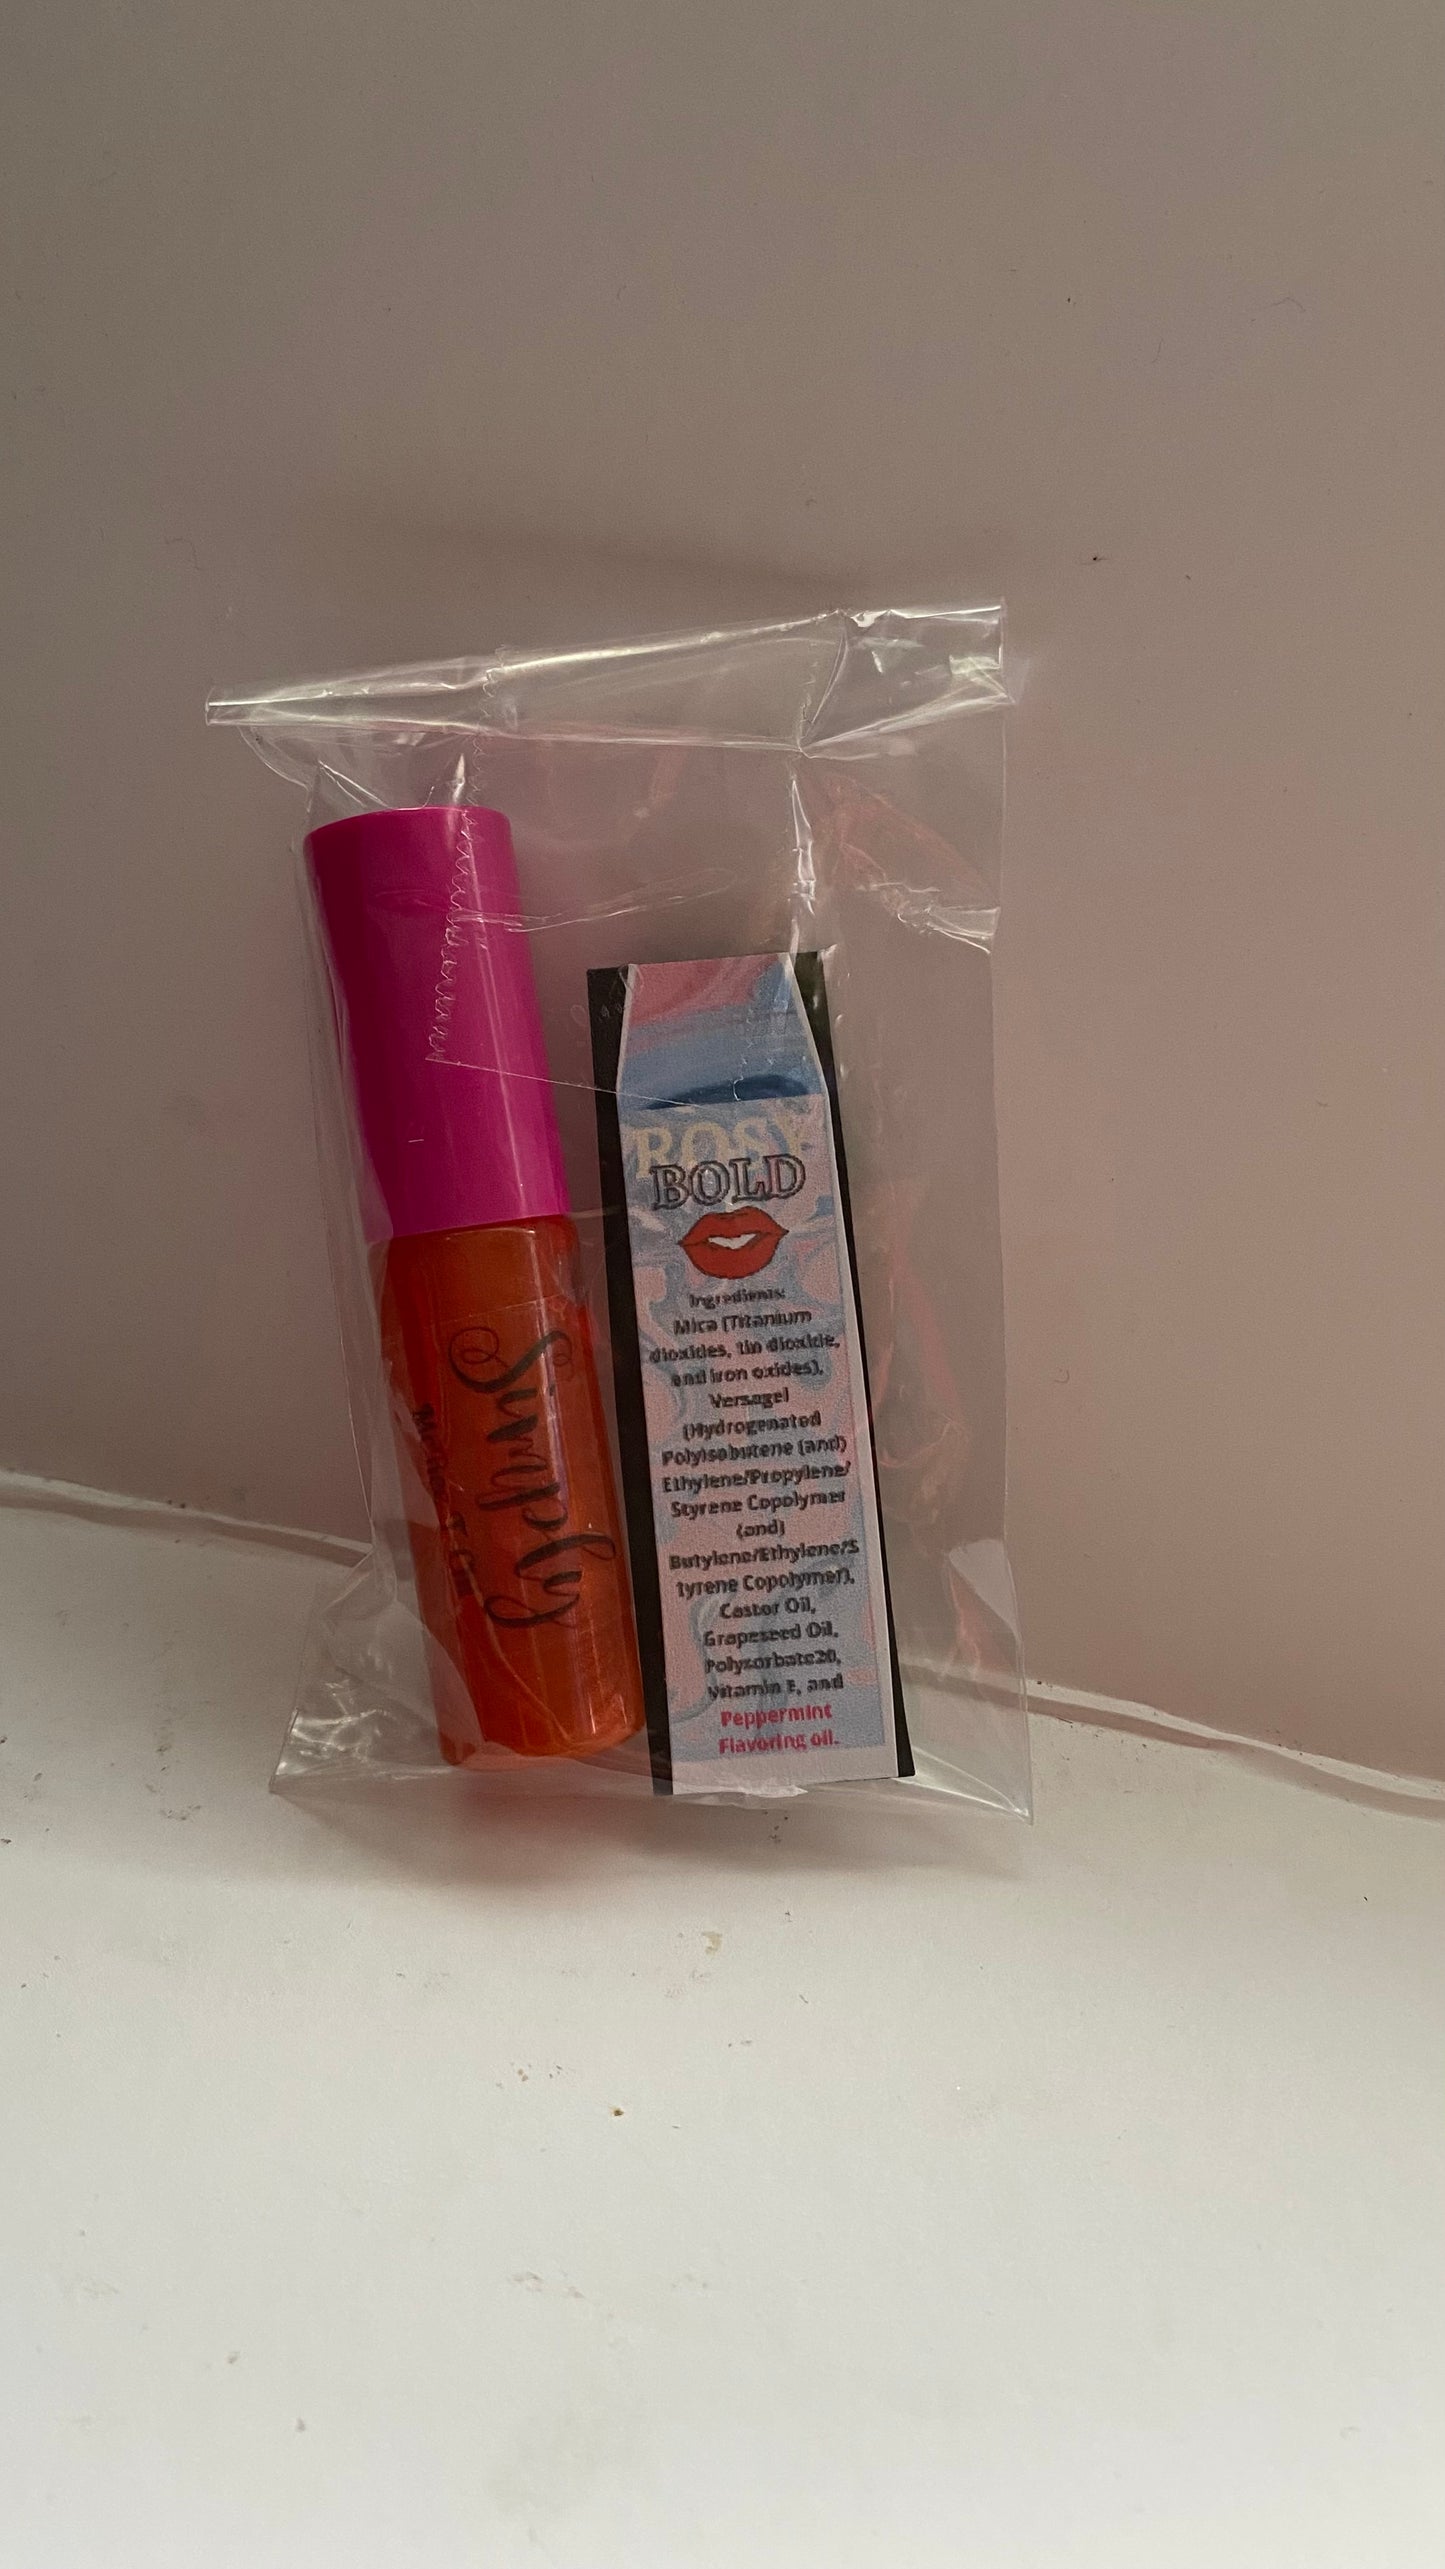 Simply
ROSY
BOLD
Ingredients:
Mica (Titanium
dioxides, tin dioxide,
and iron oxides),
Versagel
(Hydrogenated
Polyisobutene (and)
Ethylene/Propylene/
Styrene Copolymer
(and)
Butylene/Ethylene/S
tyrene Copolymer),
Castor Oil,
Grapeseed Oil,
Polysorbate20,
Vitamin E, and
Peppermint
Flavoring oil.